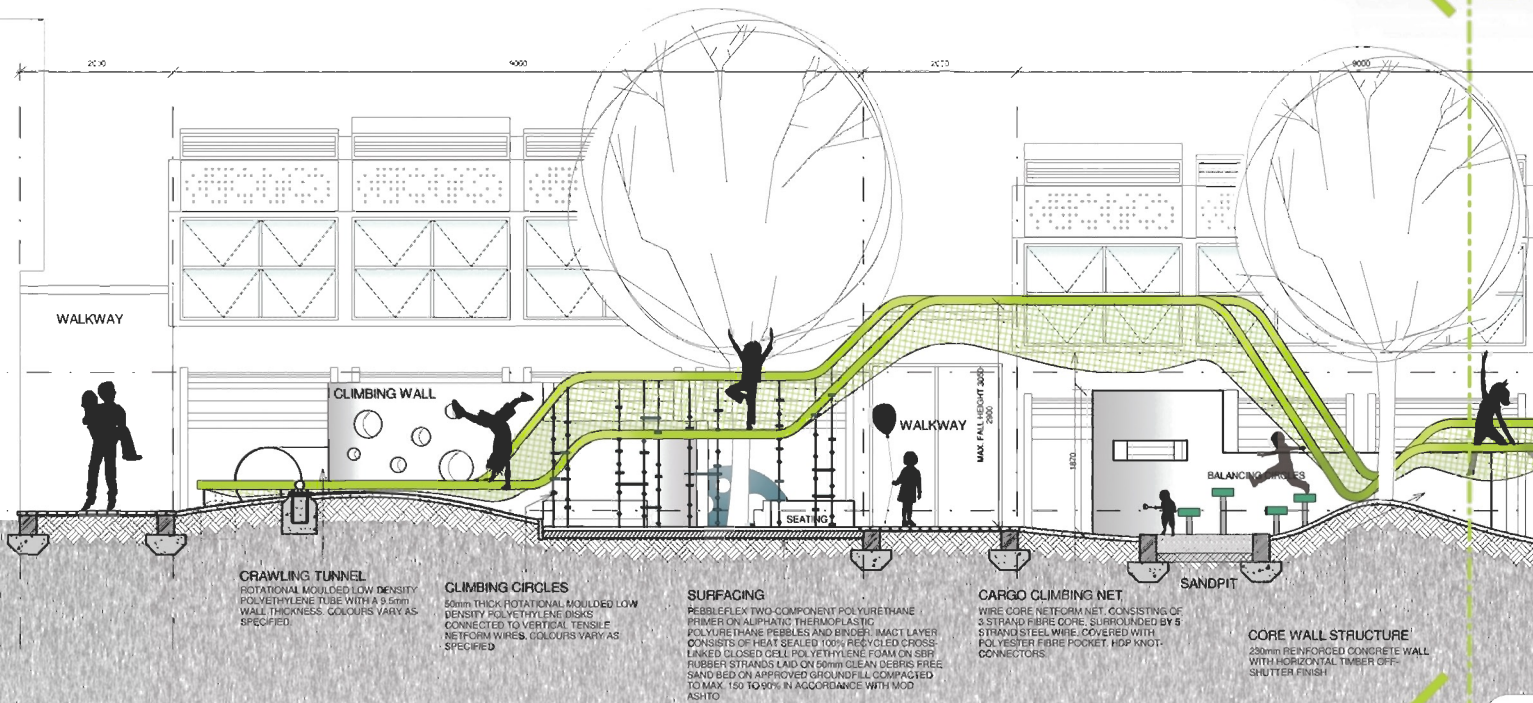 2000
9000
2000
9000
WALKWAY
CLIMBING WALL
WALKWAY
MAX. FALL HEIGHT 3000
2900
1870
BALANCING CIRCLES
SEATING
SANDPIT
CRAWLING TUNNEL
ROTATIONAL MOULDED LOW DENSITY
POLYETHYLENE TUBE WITH A 9.5mm
WALL THICKNESS. COLOURS VARY AS
SPECIFIED.
CLIMBING CIRCLES
50mm THICK ROTATIONAL MOULDED LOW
DENSITY POLYETHYLENE DISKS
CONNECTED TO VERTICAL TENSILE
NETFORM WIRES. COLOURS VARY AS
SPECIFIED
SURFACING
PEBBLEFLEX TWO-COMPONENT POLYURETHANE
PRIMER ON ALIPHATIC THERMOPLASTIC
POLYURETHANE PEBBLES AND BINDER. IMACT LAYER
CONSISTS OF HEAT SEALED 100% RECYCLED CROSS-
LINKED CLOSED CELL POLYETHYLENE FOAM ON SBR
RUBBER STRANDS LAID ON 50mm CLEAN DEBRIS FREE
SAND BED ON APPROVED GROUNDFILL COMPACTED
TO MAX. 150 TO 90% IN ACCORDANCE WITH MOD
ASHTO
CARGO CLIMBING NET
WIRE CORE NETFORM NET. CONSISTING OF
3 STRAND FIBRE CORE, SURROUNDED BY 5
STRAND STEEL WIRE, COVERED WITH
POLYESTER FIBRE POCKET. HDP KNOT-
CONNECTORS.
CORE WALL STRUCTURE
230mm REINFORCED CONCRETE WALL
WITH HORIZONTAL TIMBER OFF-
SHUTTER FINISH